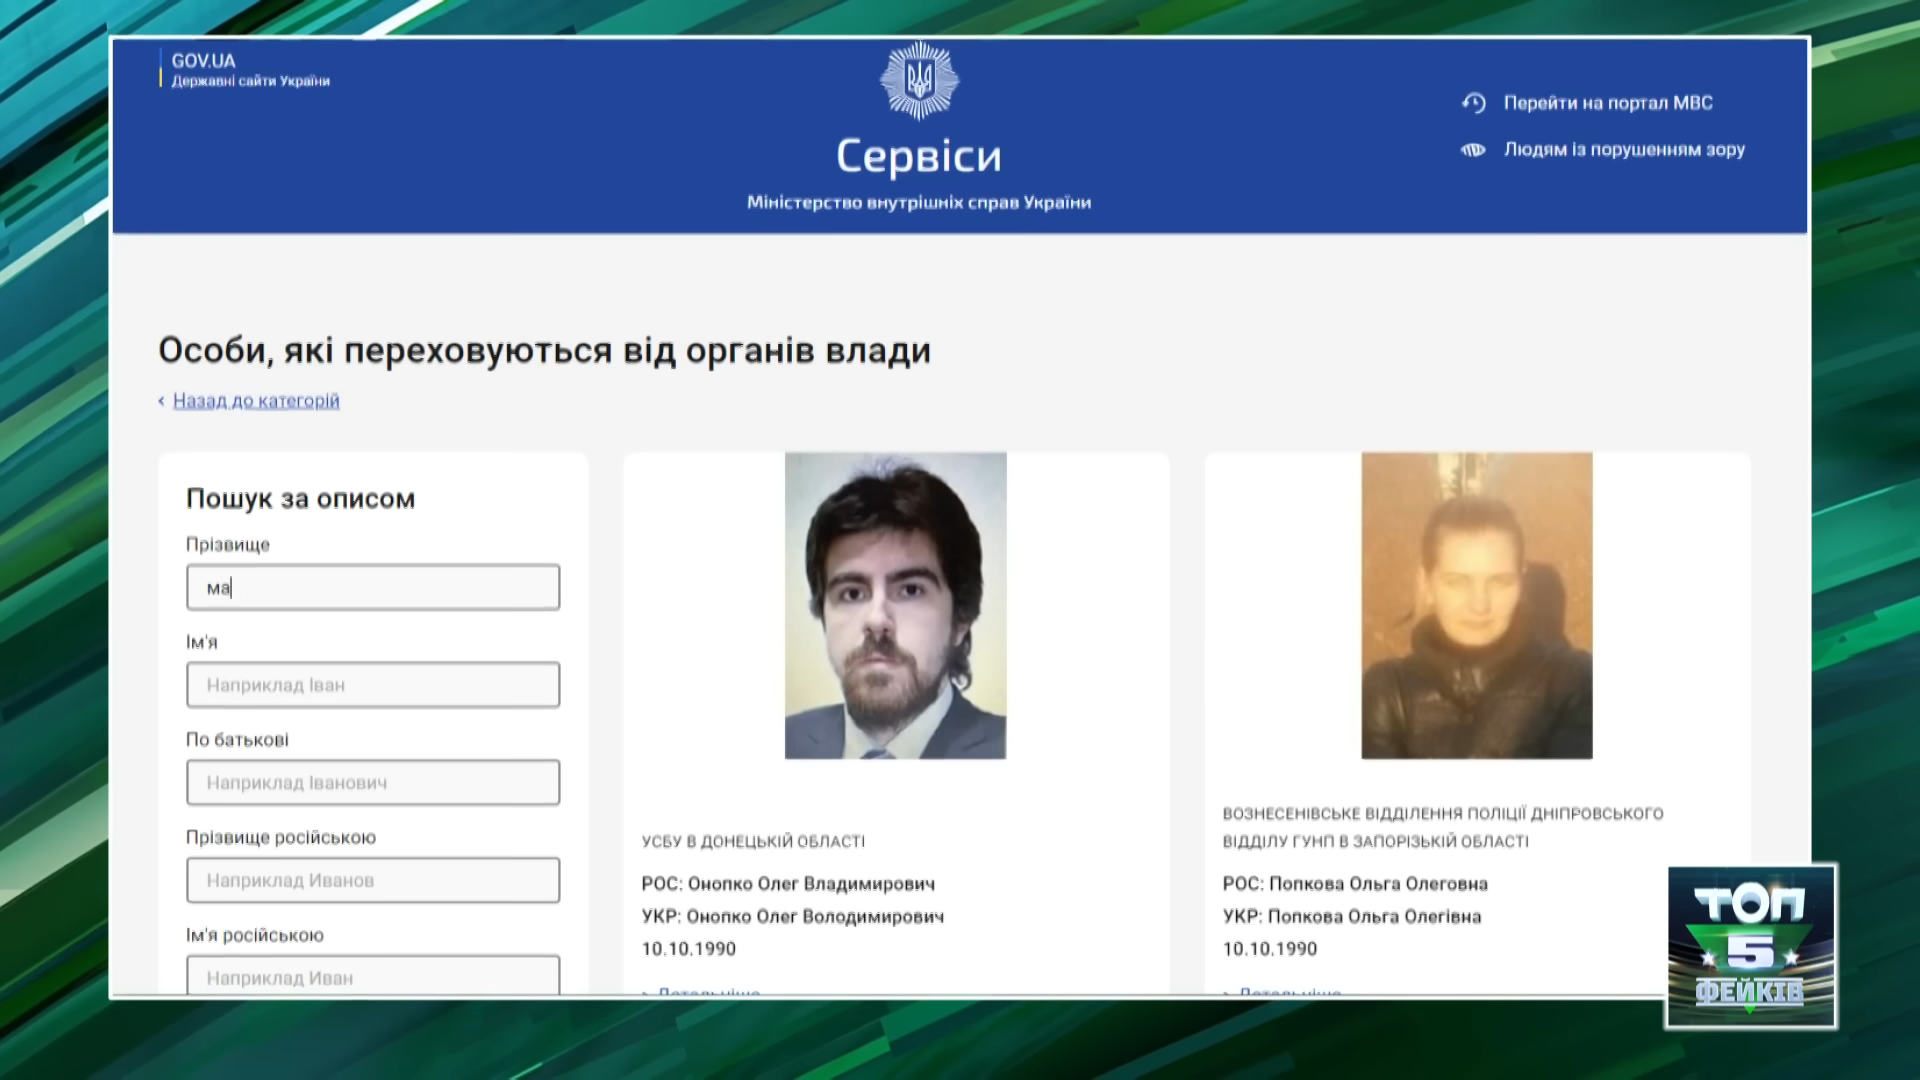 GOV.UA
Державні сайти України
Сервіси
Міністерство внутрішніх справ України
Перейти на портал МВС
Людям із порушенням зору
Особи, які переховуються від органів влади
‹ Назад до категорій
Пошук за описом
Прізвище
ма
Ім'я
Наприклад Іван
По батькові
Наприклад Іванович
Прізвище російською
Наприклад Иванов
Ім'я російською
Наприклад Иван
УСБУ В ДОНЕЦЬКІЙ ОБЛАСТІ
РОС: Онопко Олег Владимирович
УКР: Онопко Олег Володимирович
10.10.1990
Детальніше
ВОЗНЕСЕНІВСЬКЕ ВІДДІЛЕННЯ ПОЛІЦІЇ ДНІПРОВСЬКОГО
ВІДДІЛУ ГУНП В ЗАПОРІЗЬКІЙ ОБЛАСТІ
РОС: Попкова Ольга Олеговна
УКР: Попкова Ольга Олегівна
10.10.1990
Детальніше
ТОП
5
ФЕЙКІВ